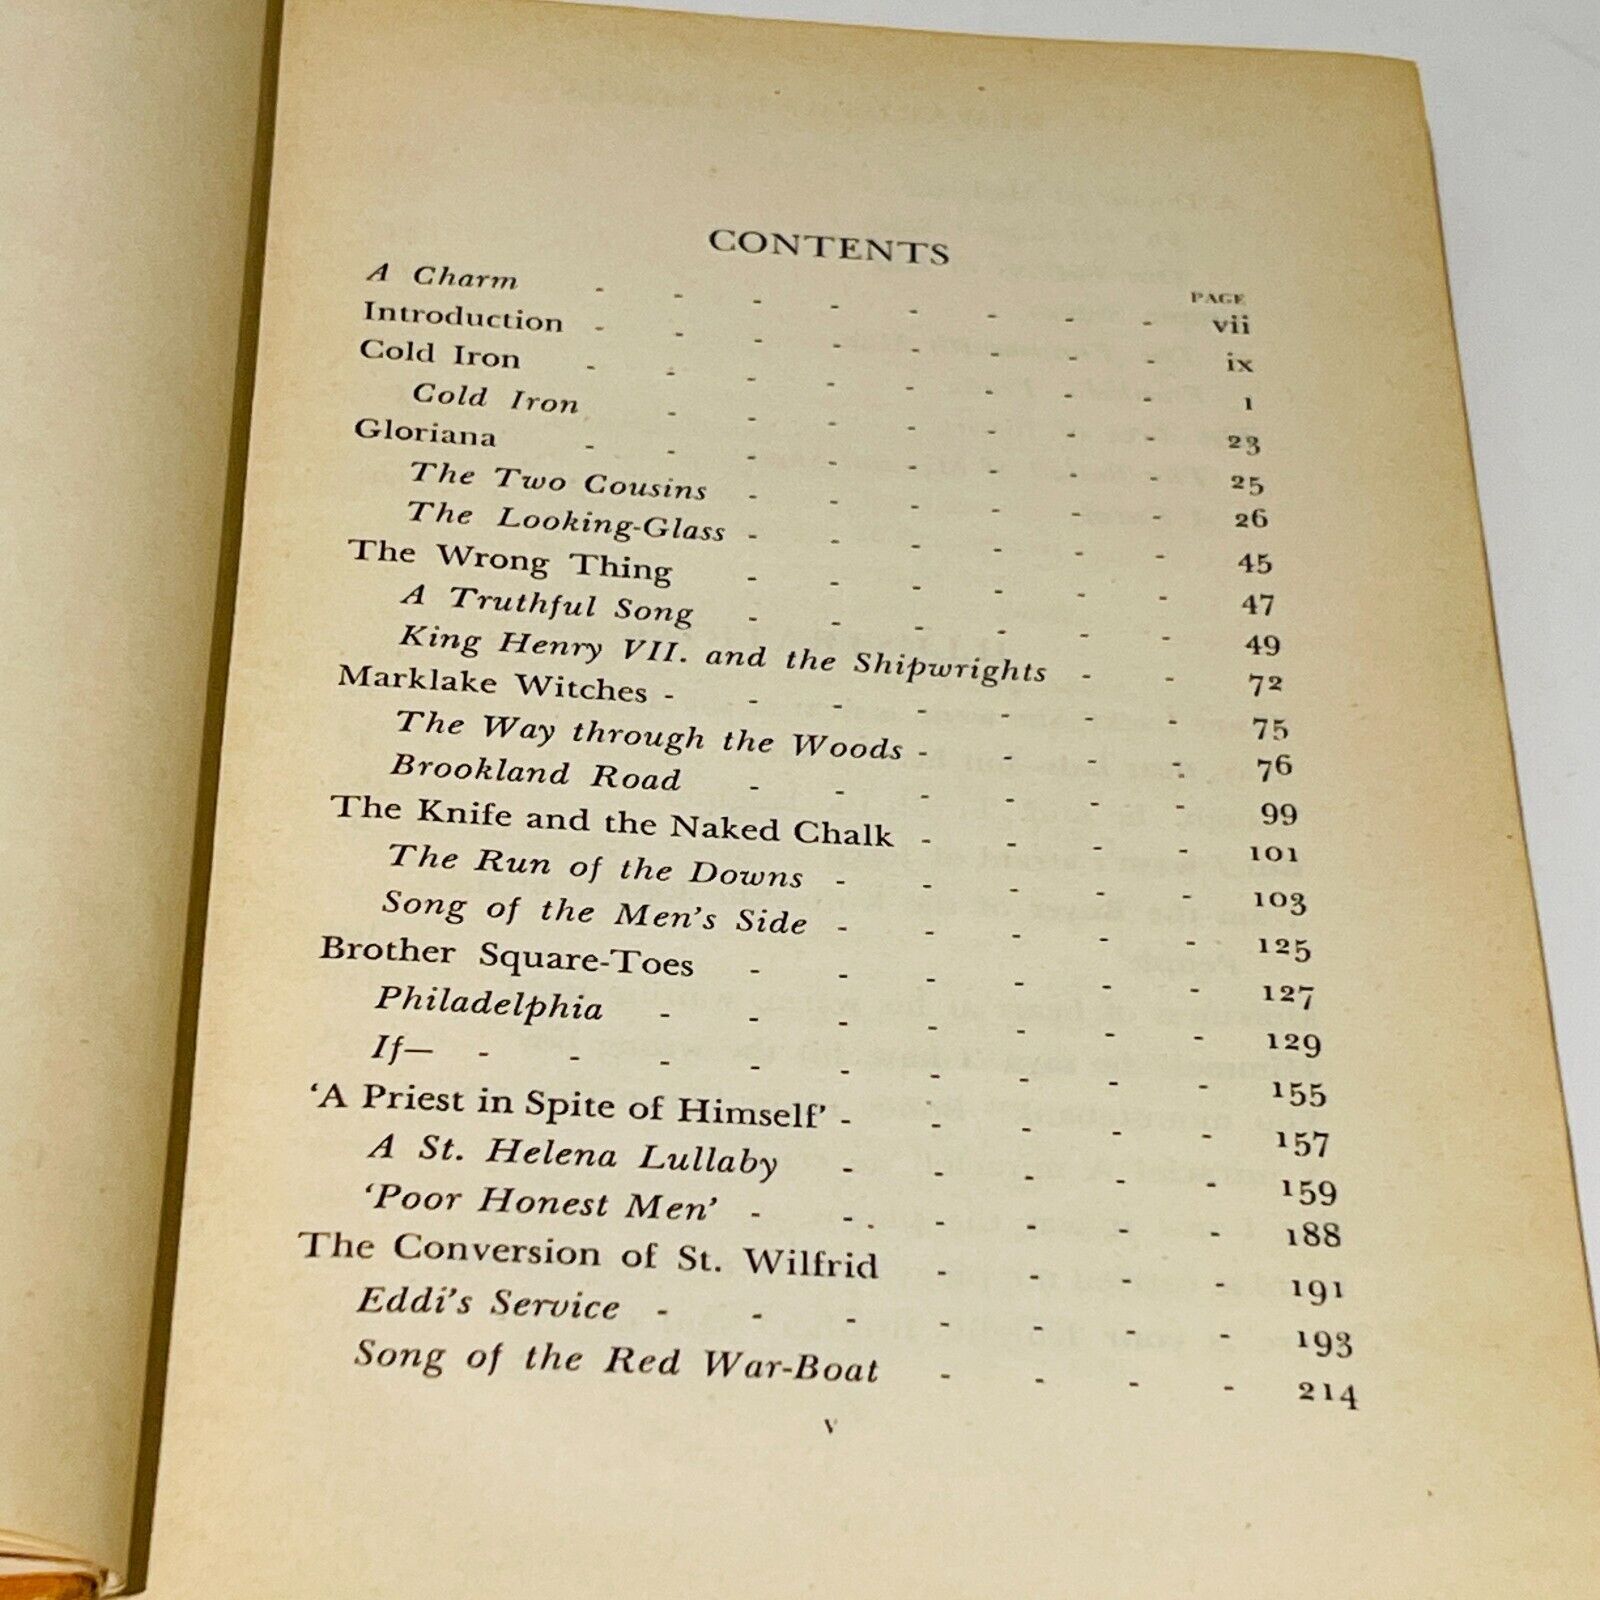 CONTENTS
PAGE
A Charm - - - - - - - - vii
Introduction - - - - - - - - ix
Cold Iron - - - - - - - - 1
Cold Iron - - - - - - - 23
Gloriana - - - - - - - - 25
The Two Cousins - - - - - - 26
The Looking-Glass - - - - - - 45
The Wrong Thing - - - - - - 47
A Truthful Song - - - - - - 49
King Henry VII. and the Shipwrights - - 72
Marklake Witches - - - - - - - 75
The Way through the Woods - - - - 76
Brookland Road - - - - - - 99
The Knife and the Naked Chalk - - - - 101
The Run of the Downs - - - - - 103
Song of the Men's Side - - - - - 125
Brother Square-Toes - - - - - - 127
Philadelphia - - - - - - - 129
If— - - - - - - - - - 155
'A Priest in Spite of Himself' - - - - - 157
A St. Helena Lullaby - - - - - 159
'Poor Honest Men' - - - - - - 188
The Conversion of St. Wilfrid - - - - 191
Eddi's Service - - - - - - - 193
Song of the Red War-Boat - - - - 214
v